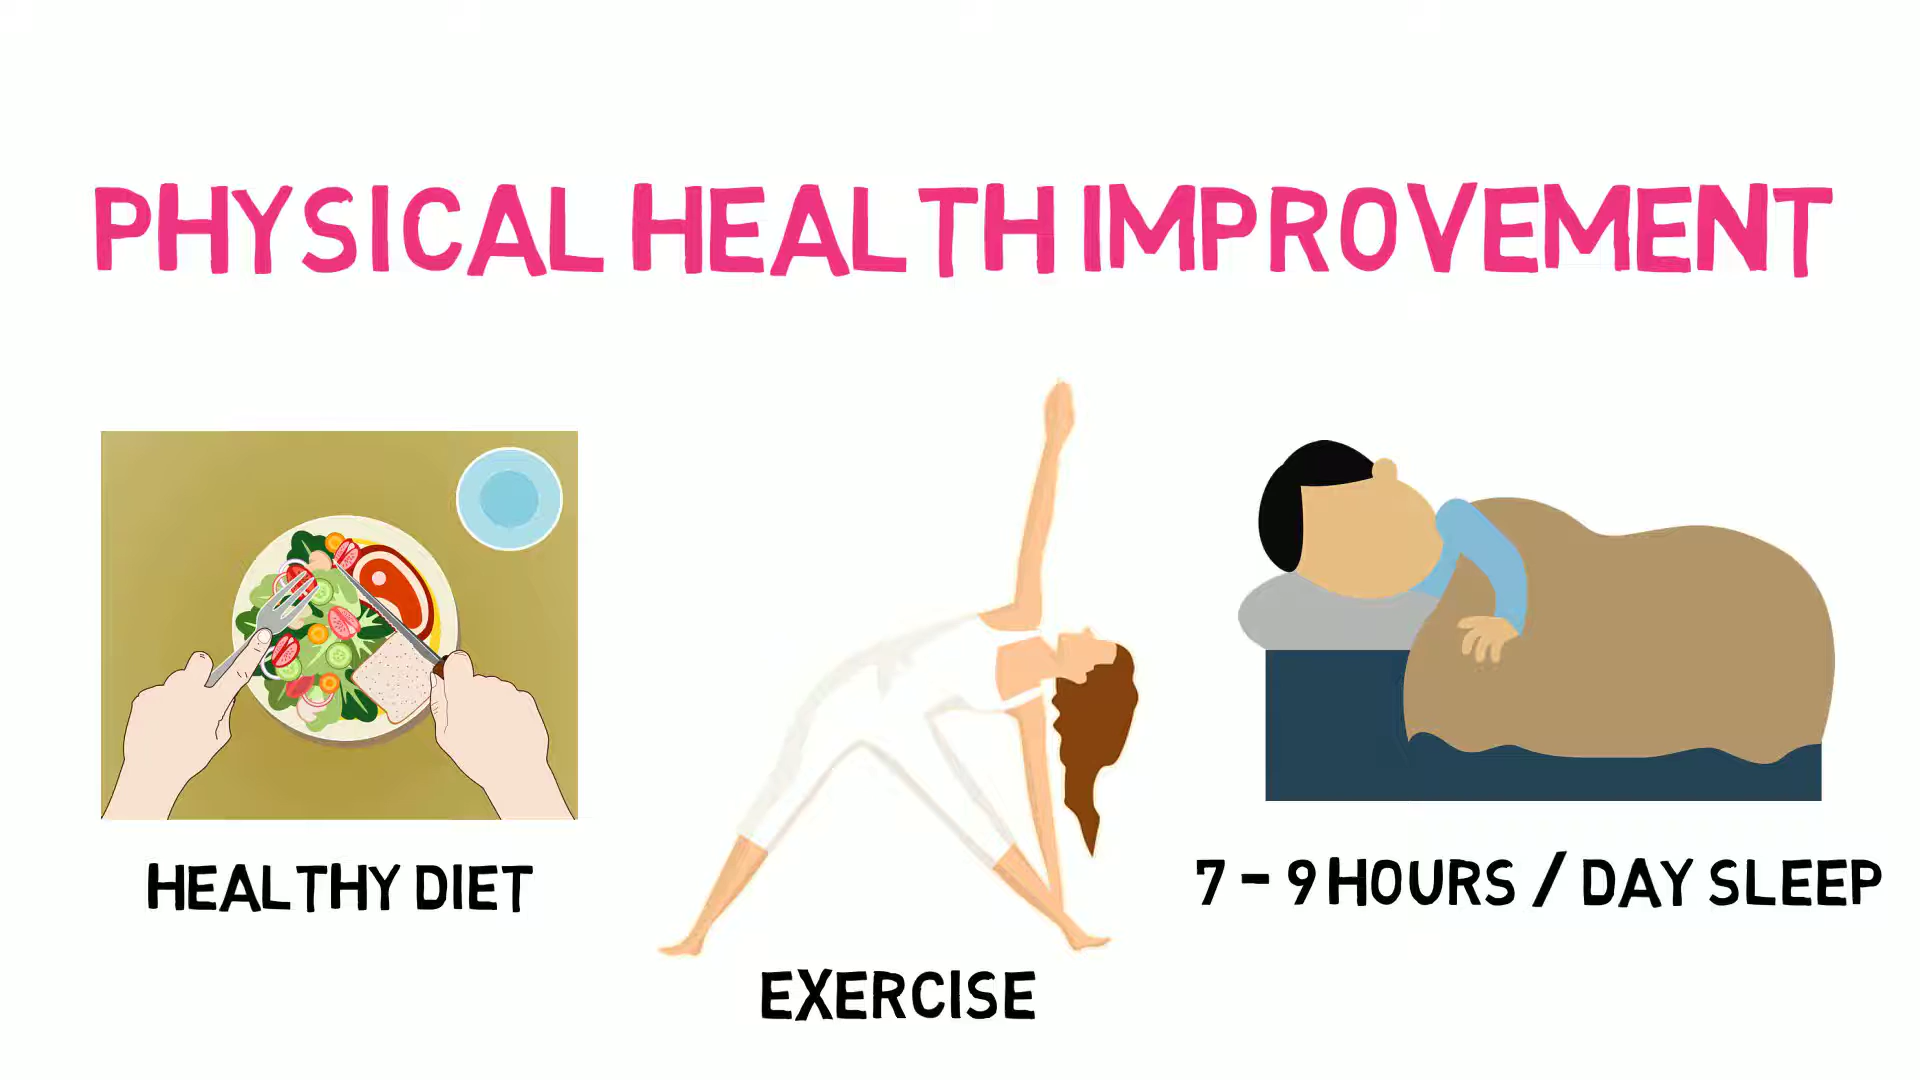 PHYSICAL HEALTH IMPROVEMENT
HEALTHY DIET
EXERCISE
7 - 9 HOURS / DAY SLEEP